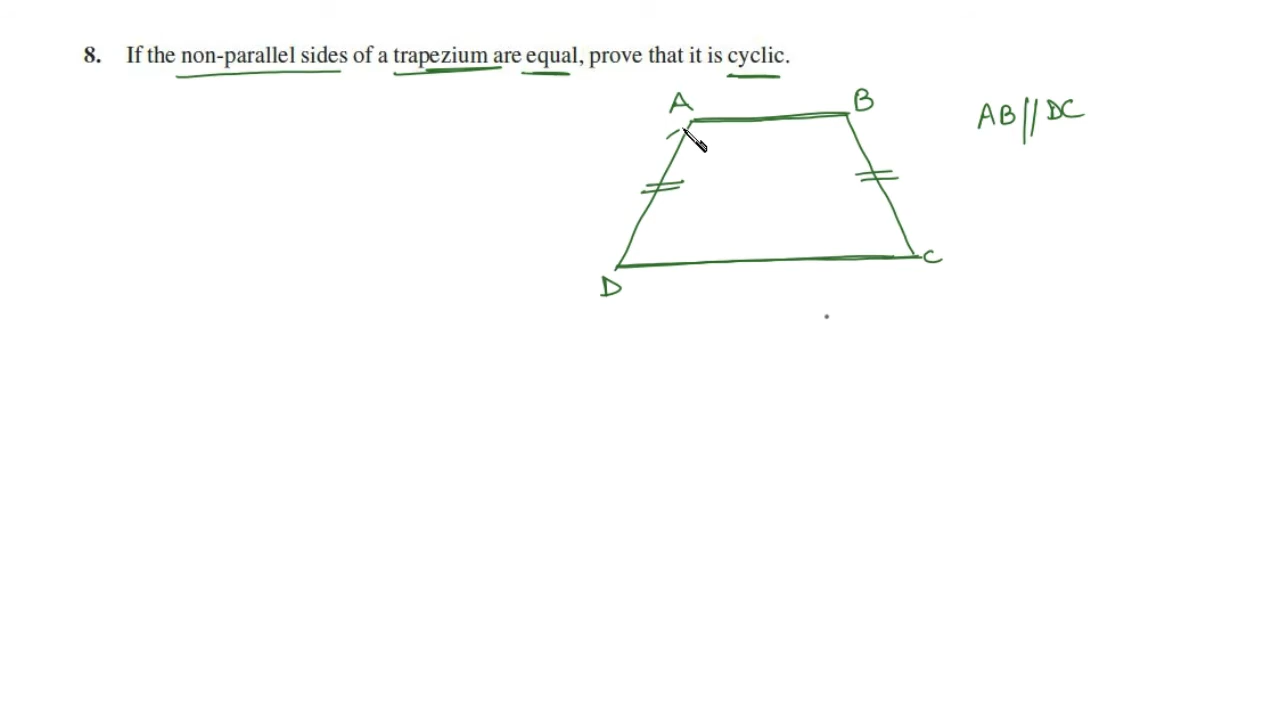 8. If the non-parallel sides of a trapezium are equal, prove that it is cyclic.
A B AB//DC
D C